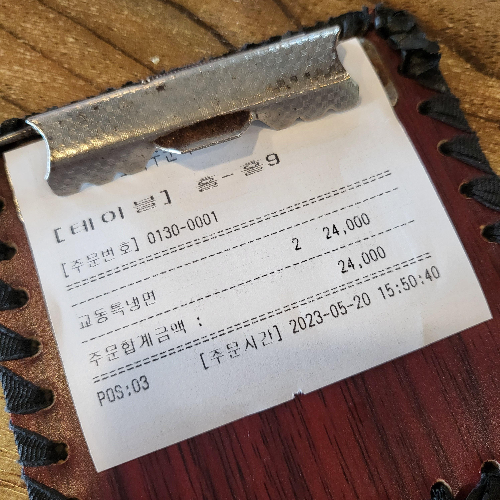 [테이블] 홀-홀9
[주문번호] 0130-0001
교동특냉면 2 24,000
주문합계금액 : 24,000
[주문시간] 2023-05-20 15:50:40
POS:03